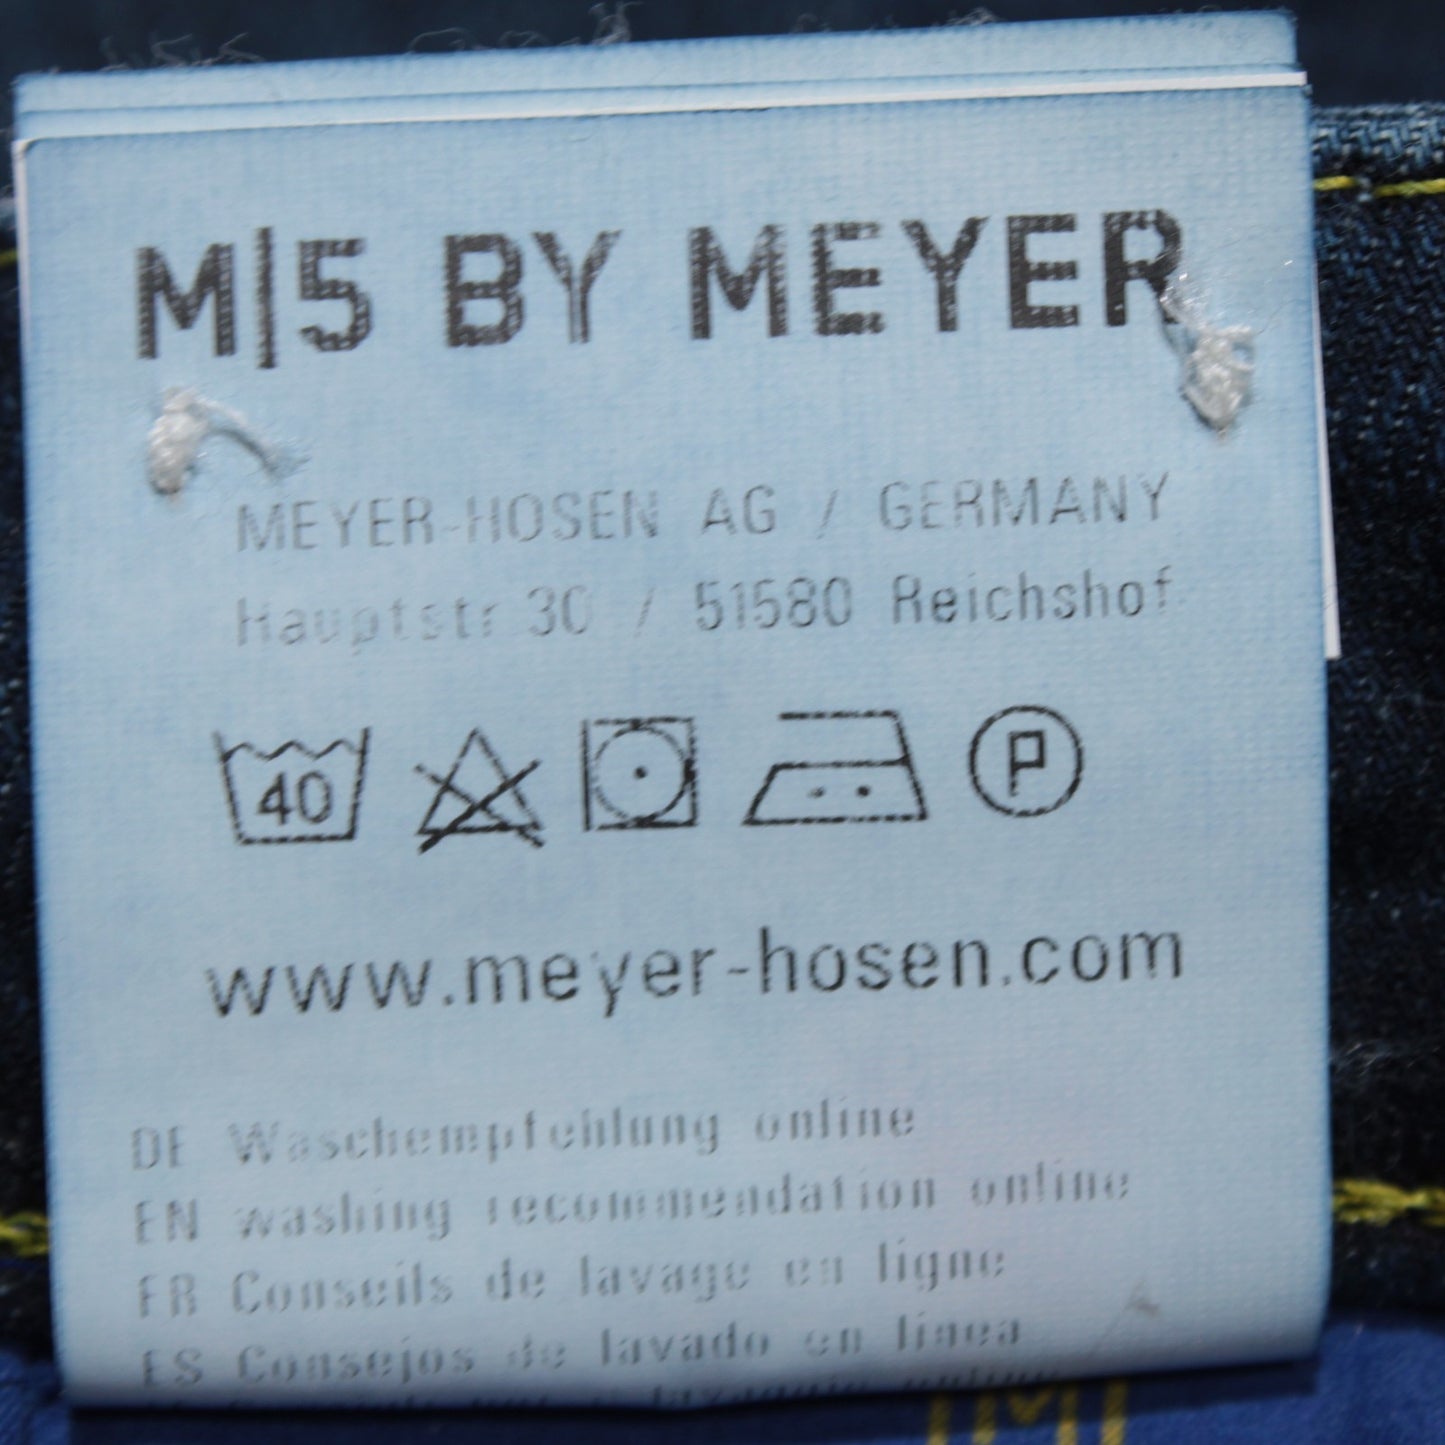 M|5 BY MEYER
MEYER-HOSEN AG / GERMANY
Hauptstr 30 / 51580 Reichshof
40
P
www.meyer-hosen.com
DE Waschempfehlung online
EN washing recommendation online
FR Conseils de lavage en ligne
ES Consejos de lavado en linea